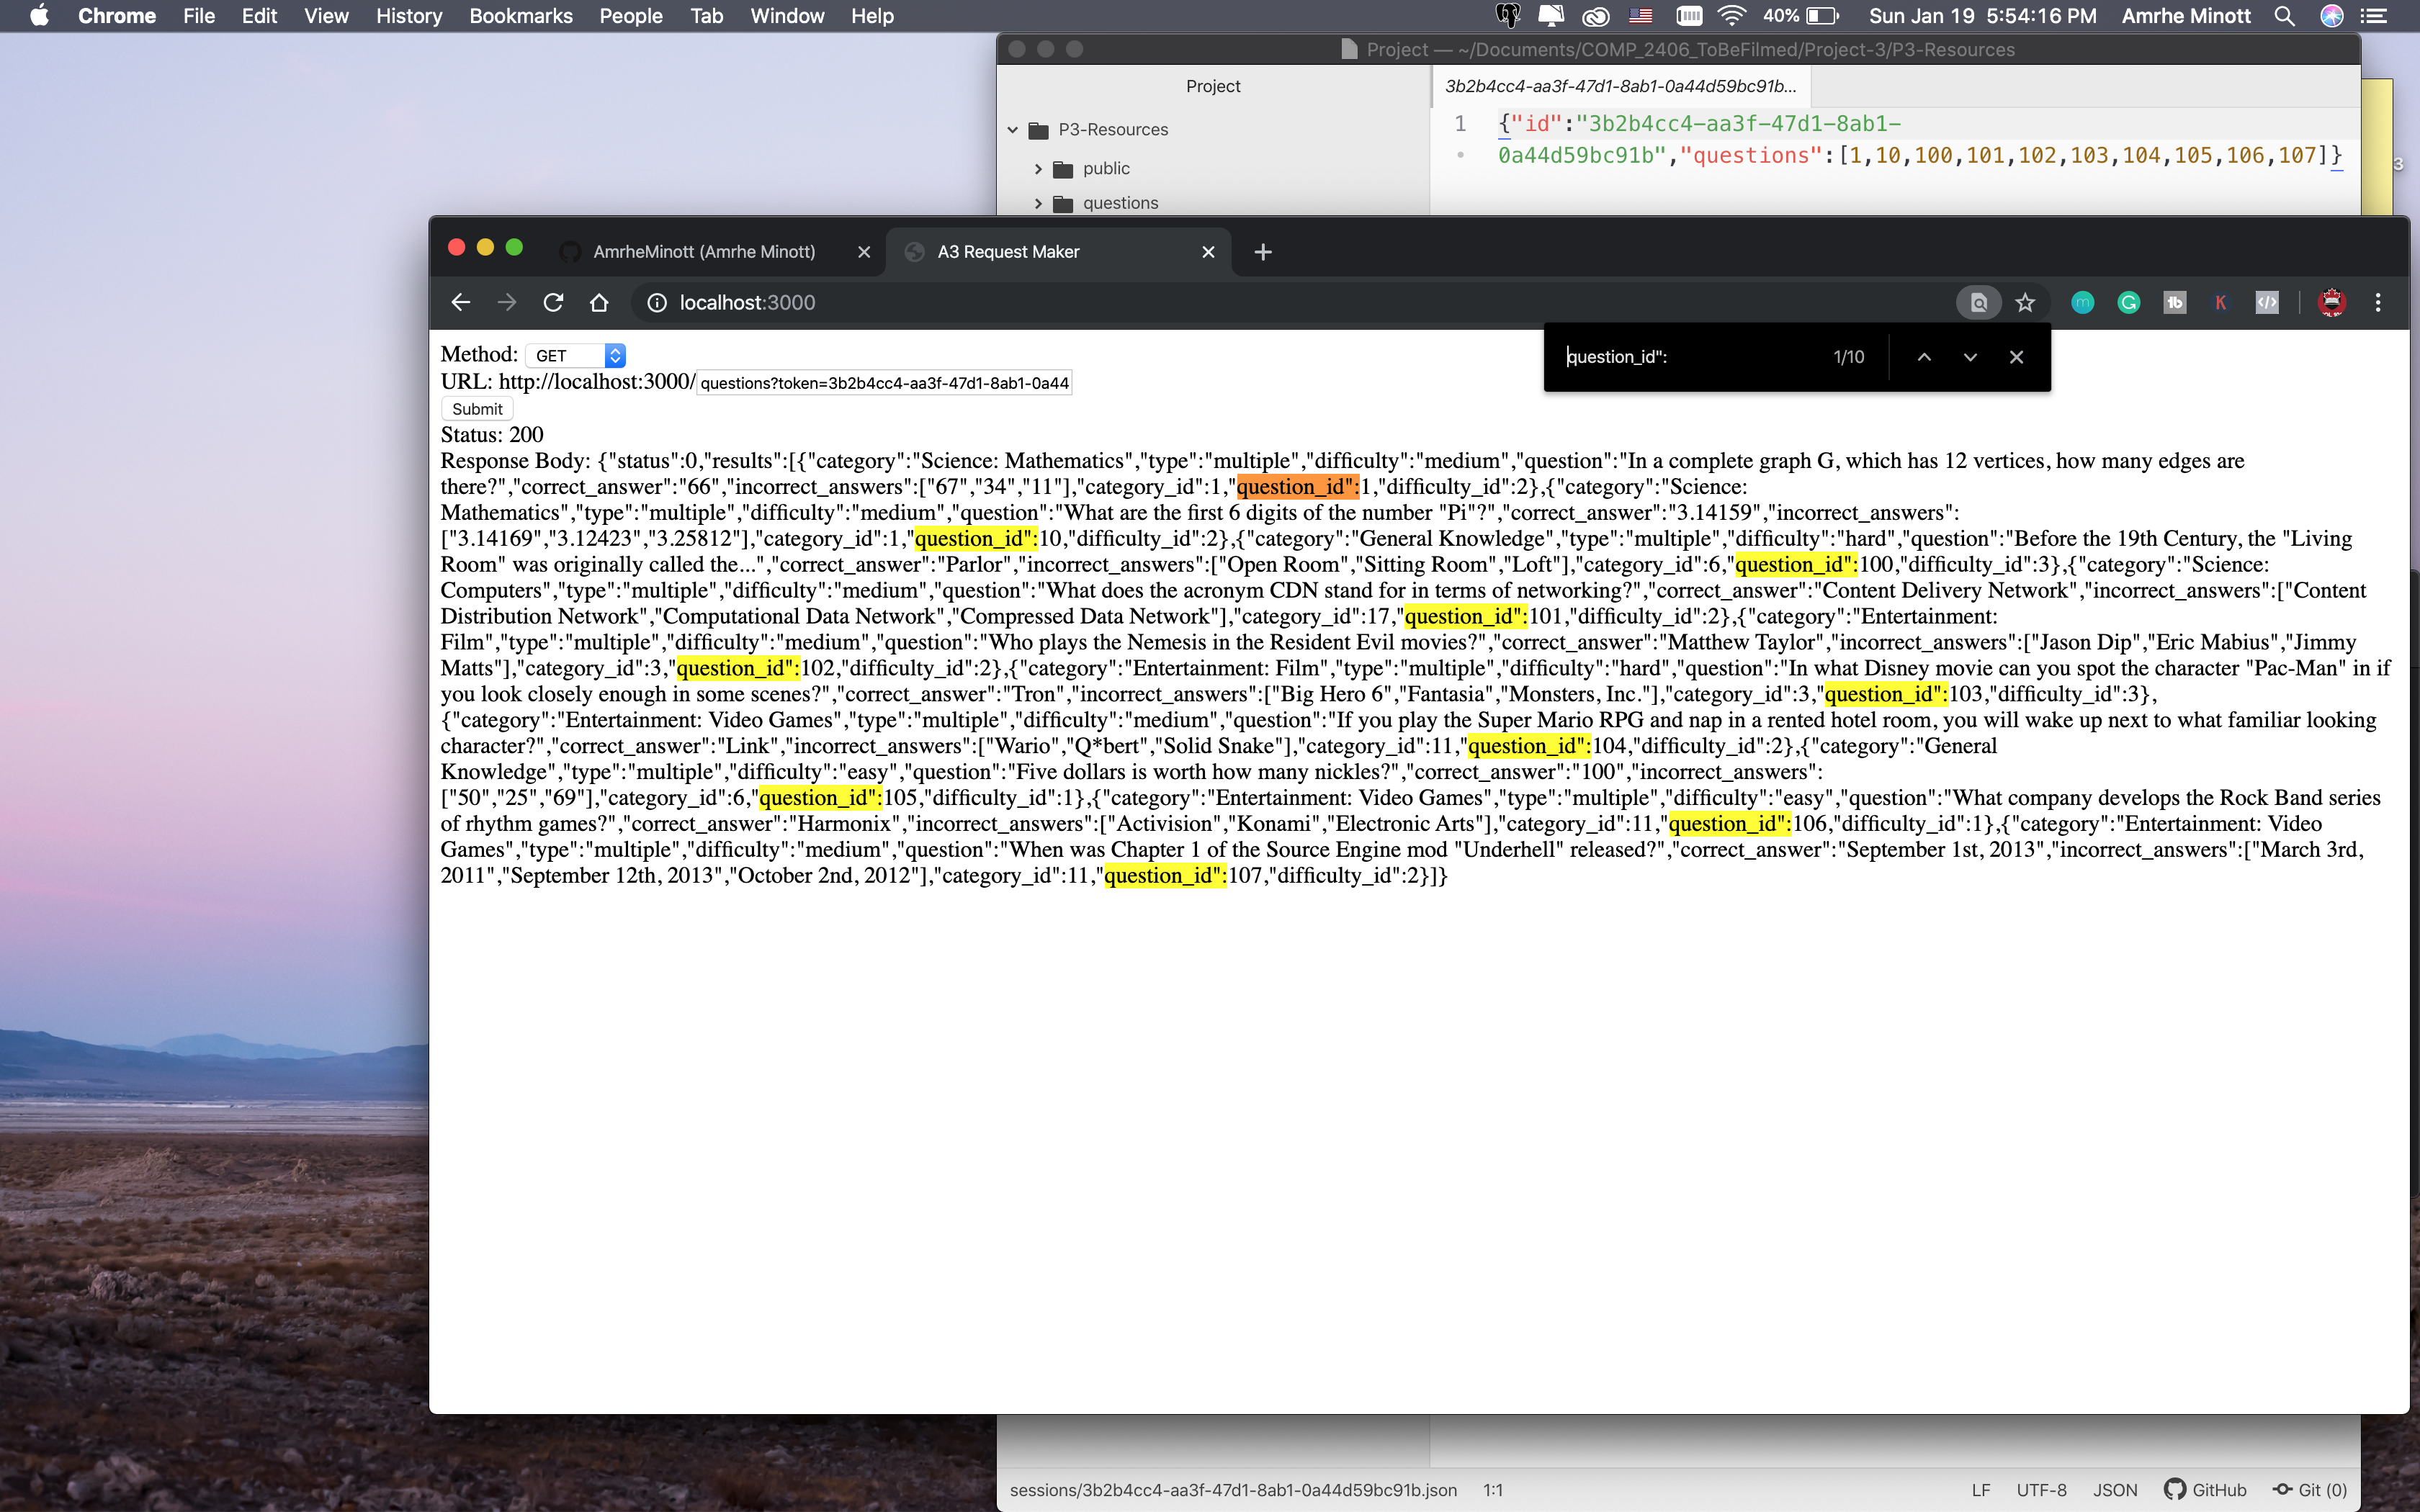 Chrome File Edit View History Bookmarks People Tab Window Help 40% Sun Jan 19 5:54:16 PM Amrhe Minott
Project — ~/Documents/COMP_2406_ToBeFilmed/Project-3/P3-Resources
Project
3b2b4cc4-aa3f-47d1-8ab1-0a44d59bc91b...
P3-Resources
public
questions
1 {"id":"3b2b4cc4-aa3f-47d1-8ab1-
0a44d59bc91b","questions":[1,10,100,101,102,103,104,105,106,107]}
3
AmrheMinott (Amrhe Minott)
A3 Request Maker
localhost:3000
question_id": 1/10
Method: GET
URL: http://localhost:3000/questions?token=3b2b4cc4-aa3f-47d1-8ab1-0a44
Submit
Status: 200
Response Body: {"status":0,"results":[{"category":"Science: Mathematics","type":"multiple","difficulty":"medium","question":"In a complete graph G, which has 12 vertices, how many edges are
there?","correct_answer":"66","incorrect_answers":["67","34","11"],"category_id":1,"question_id":1,"difficulty_id":2},{"category":"Science:
Mathematics","type":"multiple","difficulty":"medium","question":"What are the first 6 digits of the number "Pi"?","correct_answer":"3.14159","incorrect_answers":
["3.14169","3.12423","3.25812"],"category_id":1,"question_id":10,"difficulty_id":2},{"category":"General Knowledge","type":"multiple","difficulty":"hard","question":"Before the 19th Century, the "Living
Room" was originally called the...","correct_answer":"Parlor","incorrect_answers":["Open Room","Sitting Room","Loft"],"category_id":6,"question_id":100,"difficulty_id":3},{"category":"Science:
Computers","type":"multiple","difficulty":"medium","question":"What does the acronym CDN stand for in terms of networking?","correct_answer":"Content Delivery Network","incorrect_answers":["Content
Distribution Network","Computational Data Network","Compressed Data Network"],"category_id":17,"question_id":101,"difficulty_id":2},{"category":"Entertainment:
Film","type":"multiple","difficulty":"medium","question":"Who plays the Nemesis in the Resident Evil movies?","correct_answer":"Matthew Taylor","incorrect_answers":["Jason Dip","Eric Mabius","Jimmy
Matts"],"category_id":3,"question_id":102,"difficulty_id":2},{"category":"Entertainment: Film","type":"multiple","difficulty":"hard","question":"In what Disney movie can you spot the character "Pac-Man" in if
you look closely enough in some scenes?","correct_answer":"Tron","incorrect_answers":["Big Hero 6","Fantasia","Monsters, Inc."],"category_id":3,"question_id":103,"difficulty_id":3},
{"category":"Entertainment: Video Games","type":"multiple","difficulty":"medium","question":"If you play the Super Mario RPG and nap in a rented hotel room, you will wake up next to what familiar looking
character?","correct_answer":"Link","incorrect_answers":["Wario","Q*bert","Solid Snake"],"category_id":11,"question_id":104,"difficulty_id":2},{"category":"General
Knowledge","type":"multiple","difficulty":"easy","question":"Five dollars is worth how many nickles?","correct_answer":"100","incorrect_answers":
["50","25","69"],"category_id":6,"question_id":105,"difficulty_id":1},{"category":"Entertainment: Video Games","type":"multiple","difficulty":"easy","question":"What company develops the Rock Band series
of rhythm games?","correct_answer":"Harmonix","incorrect_answers":["Activision","Konami","Electronic Arts"],"category_id":11,"question_id":106,"difficulty_id":1},{"category":"Entertainment: Video
Games","type":"multiple","difficulty":"medium","question":"When was Chapter 1 of the Source Engine mod "Underhell" released?","correct_answer":"September 1st, 2013","incorrect_answers":["March 3rd,
2011","September 12th, 2013","October 2nd, 2012"],"category_id":11,"question_id":107,"difficulty_id":2}]}
sessions/3b2b4cc4-aa3f-47d1-8ab1-0a44d59bc91b.json 1:1 LF UTF-8 JSON GitHub Git (0)